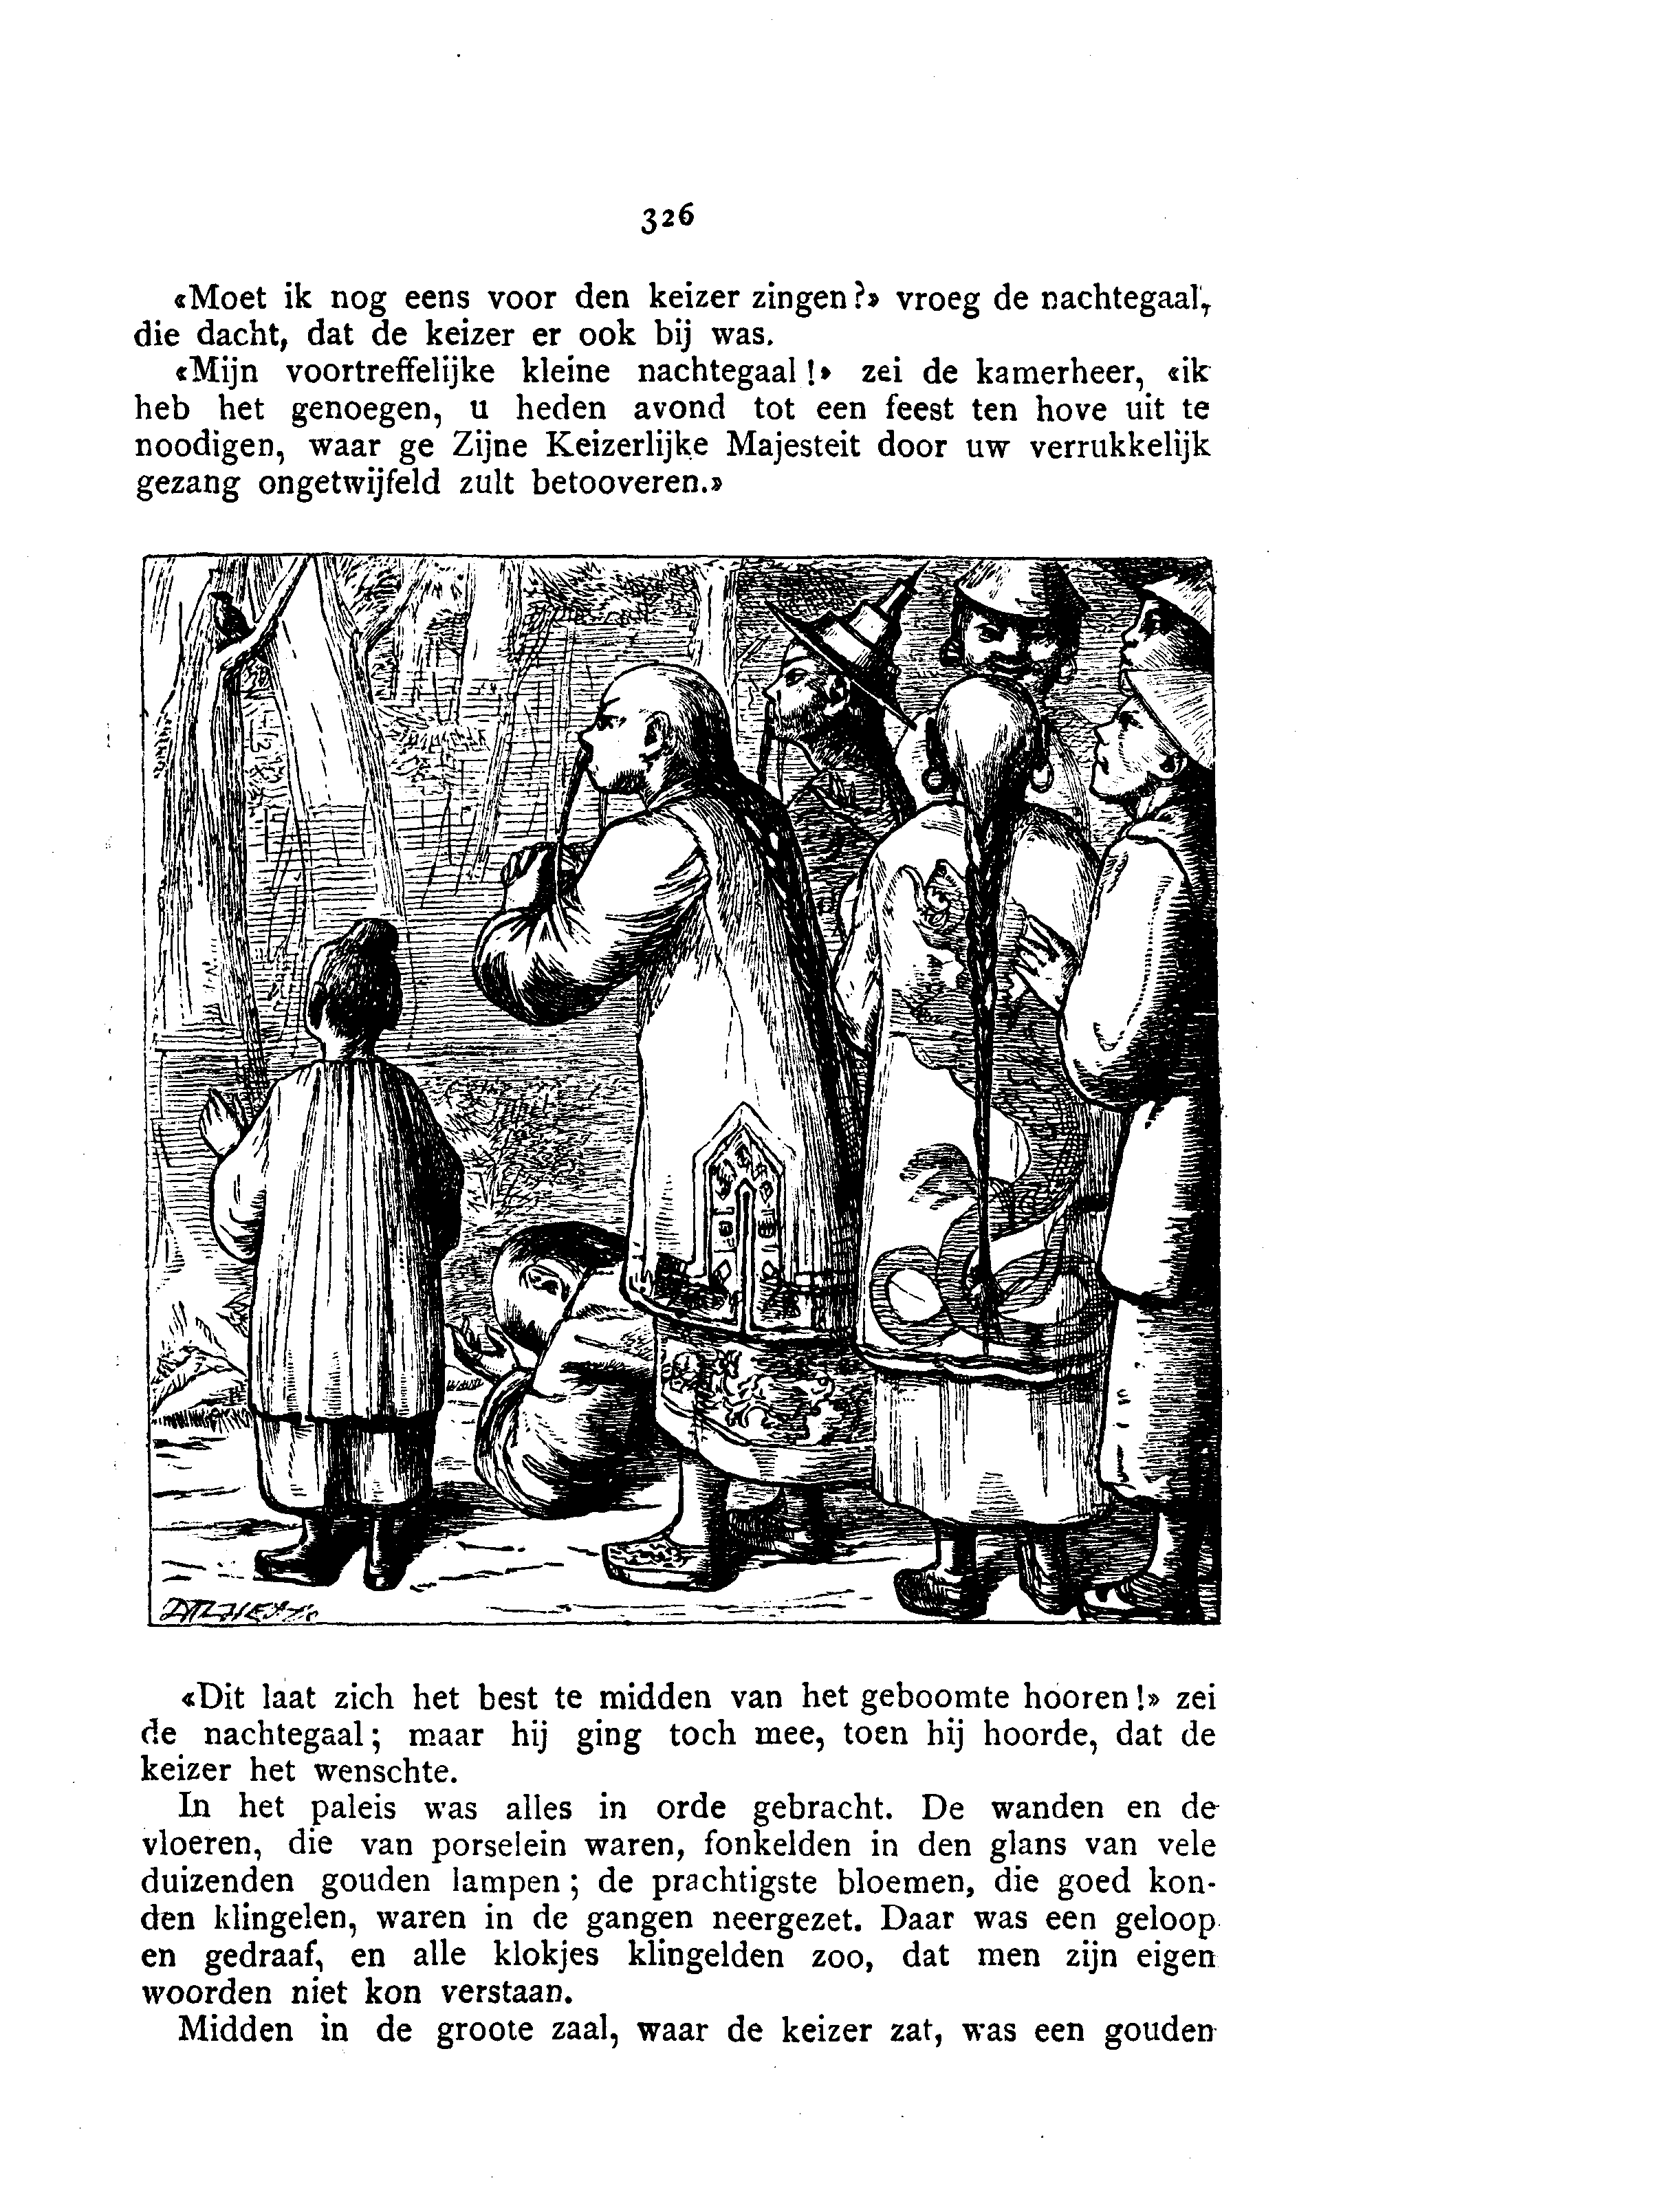 326
«Moet ik nog eens voor den keizer zingen?» vroeg de nachtegaal,
die dacht, dat de keizer er ook bij was.
«Mijn voortreffelijke kleine nachtegaal!» zei de kamerheer, «ik
heb het genoegen, u heden avond tot een feest ten hove uit te
noodigen, waar ge Zijne Keizerlijke Majesteit door uw verrukkelijk
gezang ongetwijfeld zult betooveren.»
«Dit laat zich het best te midden van het geboomte hooren!» zei
de nachtegaal; maar hij ging toch mee, toen hij hoorde, dat de
keizer het wenschte.
In het paleis was alles in orde gebracht. De wanden en de
vloeren, die van porselein waren, fonkelden in den glans van vele
duizenden gouden lampen; de prachtigste bloemen, die goed kon-
den klingelen, waren in de gangen neergezet. Daar was een geloop
en gedraaf, en alle klokjes klingelden zoo, dat men zijn eigen
woorden niet kon verstaan.
Midden in de groote zaal, waar de keizer zat, was een gouden